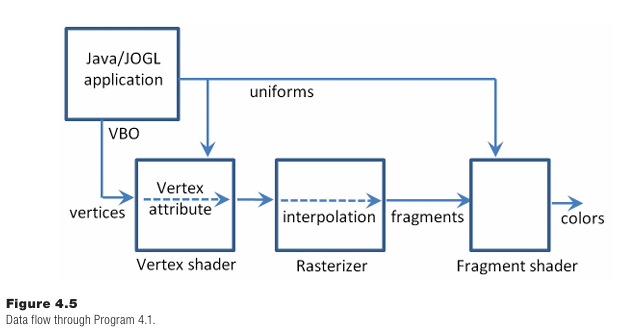 Java/JOGL
application
uniforms
VBO
vertices
Vertex
attribute
interpolation
fragments
colors
Vertex shader
Rasterizer
Fragment shader
Figure 4.5
Data flow through Program 4.1.